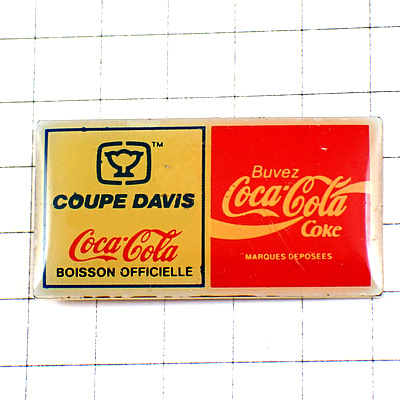 TM
COUPE DAVIS
Coca-Cola
BOISSON OFFICIELLE
Buvez
Coca-Cola
Coke
MARQUES DEPOSEES